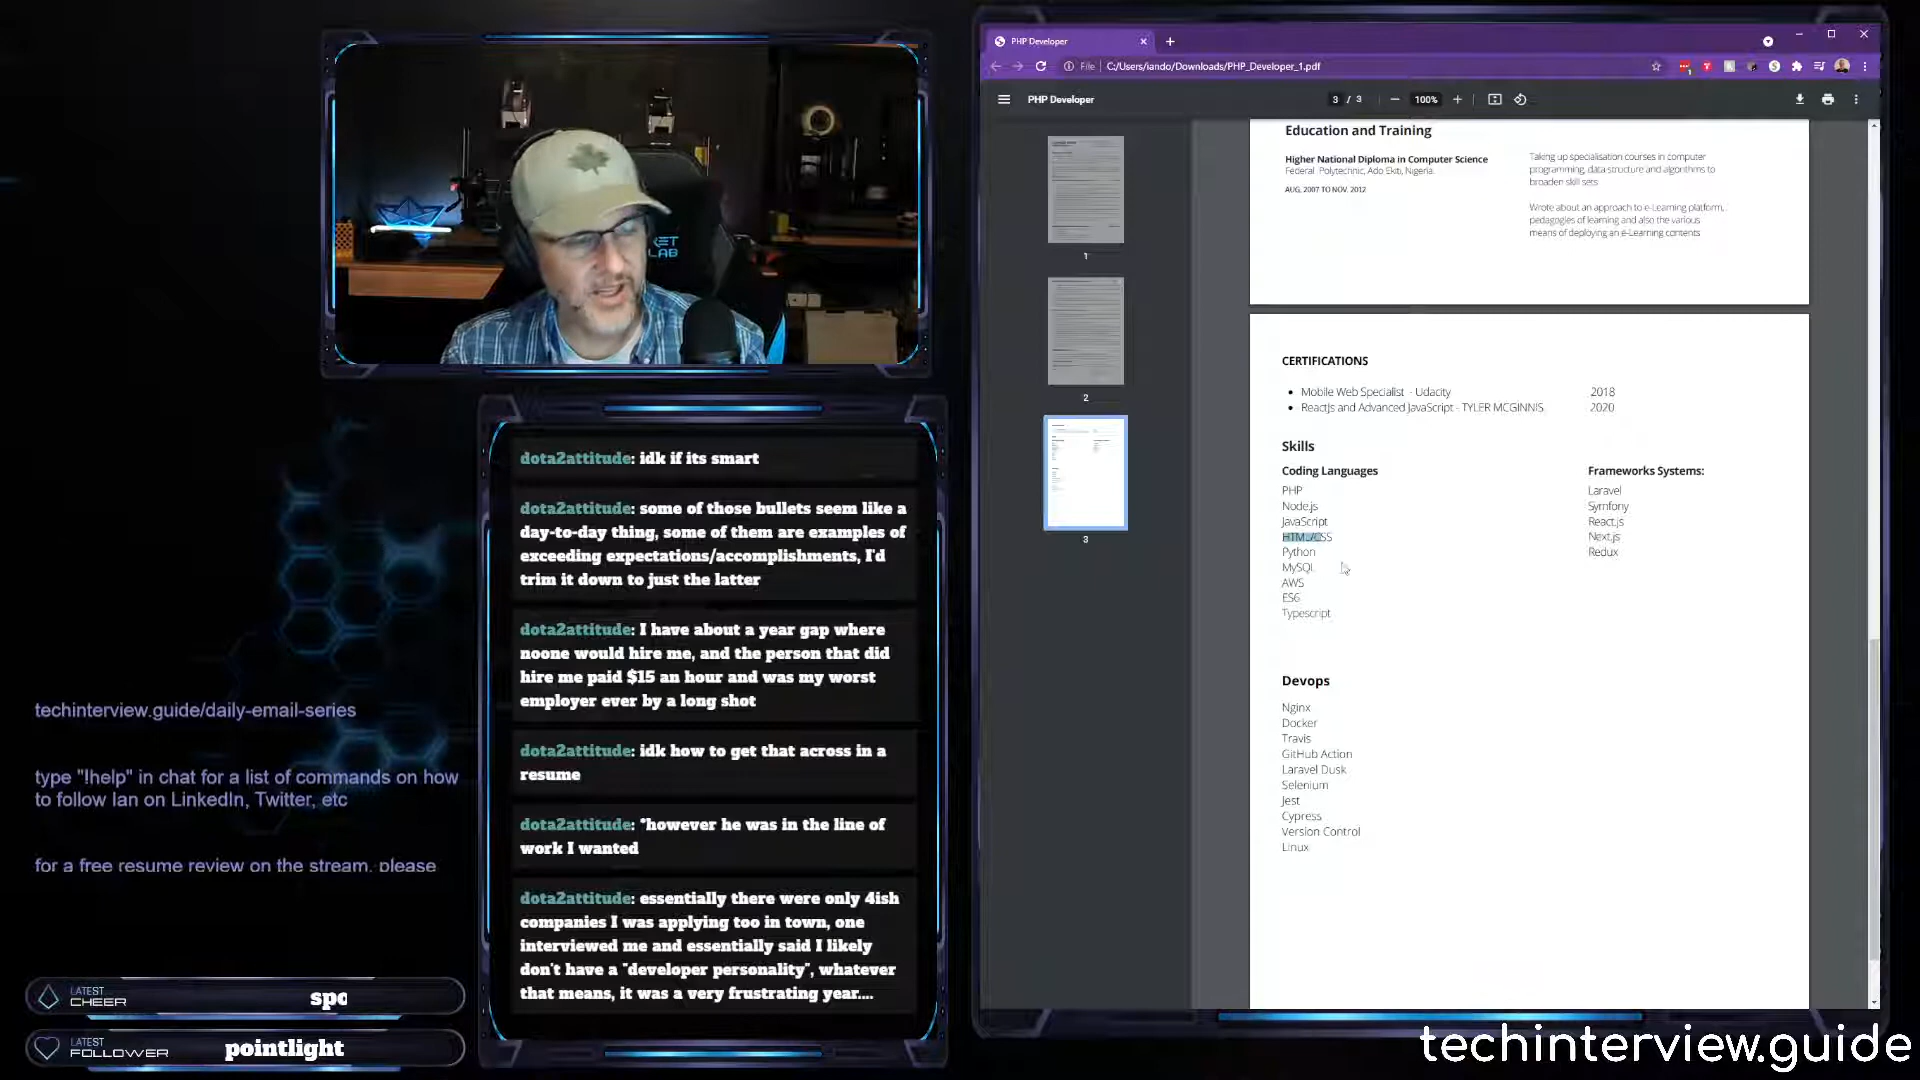 PHP Developer
File
C:/Users/iando/Downloads/PHP_Developer_1.pdf
PHP Developer
3 / 3
100%
1
2
3
Education and Training
Higher National Diploma in Computer Science
Federal Polytechnic, Ado Ekiti, Nigeria.
AUG, 2007 TO NOV. 2012
Taking up specialisation courses in computer
programming, data structure and algorithms to
broaden skill sets
Wrote about an approach to e-Learning platform,
pedagogies of learning and also the various
means of deploying an e-Learning contents
CERTIFICATIONS
• Mobile Web Specialist - Udacity 2018
• Reactjs and Advanced JavaScript - TYLER MCGINNIS 2020
Skills
Coding Languages
PHP
Node.js
JavaScript
HTML/CSS
Python
MySQL
AWS
ES6
Typescript
Frameworks Systems:
Laravel
Symfony
React.js
Next.js
Redux
Devops
Nginx
Docker
Travis
GitHub Action
Laravel Dusk
Selenium
Jest
Cypress
Version Control
Linux
dota2attitude: idk if its smart
dota2attitude: some of those bullets seem like a
day-to-day thing, some of them are examples of
exceeding expectations/accomplishments, I'd
trim it down to just the latter
dota2attitude: I have about a year gap where
noone would hire me, and the person that did
hire me paid $15 an hour and was my worst
employer ever by a long shot
dota2attitude: idk how to get that across in a
resume
dota2attitude: *however he was in the line of
work I wanted
dota2attitude: essentially there were only 4ish
companies I was applying too in town, one
interviewed me and essentially said I likely
don't have a "developer personality", whatever
that means, it was a very frustrating year....
techinterview.guide/daily-email-series
type "!help" in chat for a list of commands on how
to follow Ian on LinkedIn, Twitter, etc
for a free resume review on the stream, please
LATEST
CHEER
spo
LATEST
FOLLOWER
pointlight
techinterview.guide